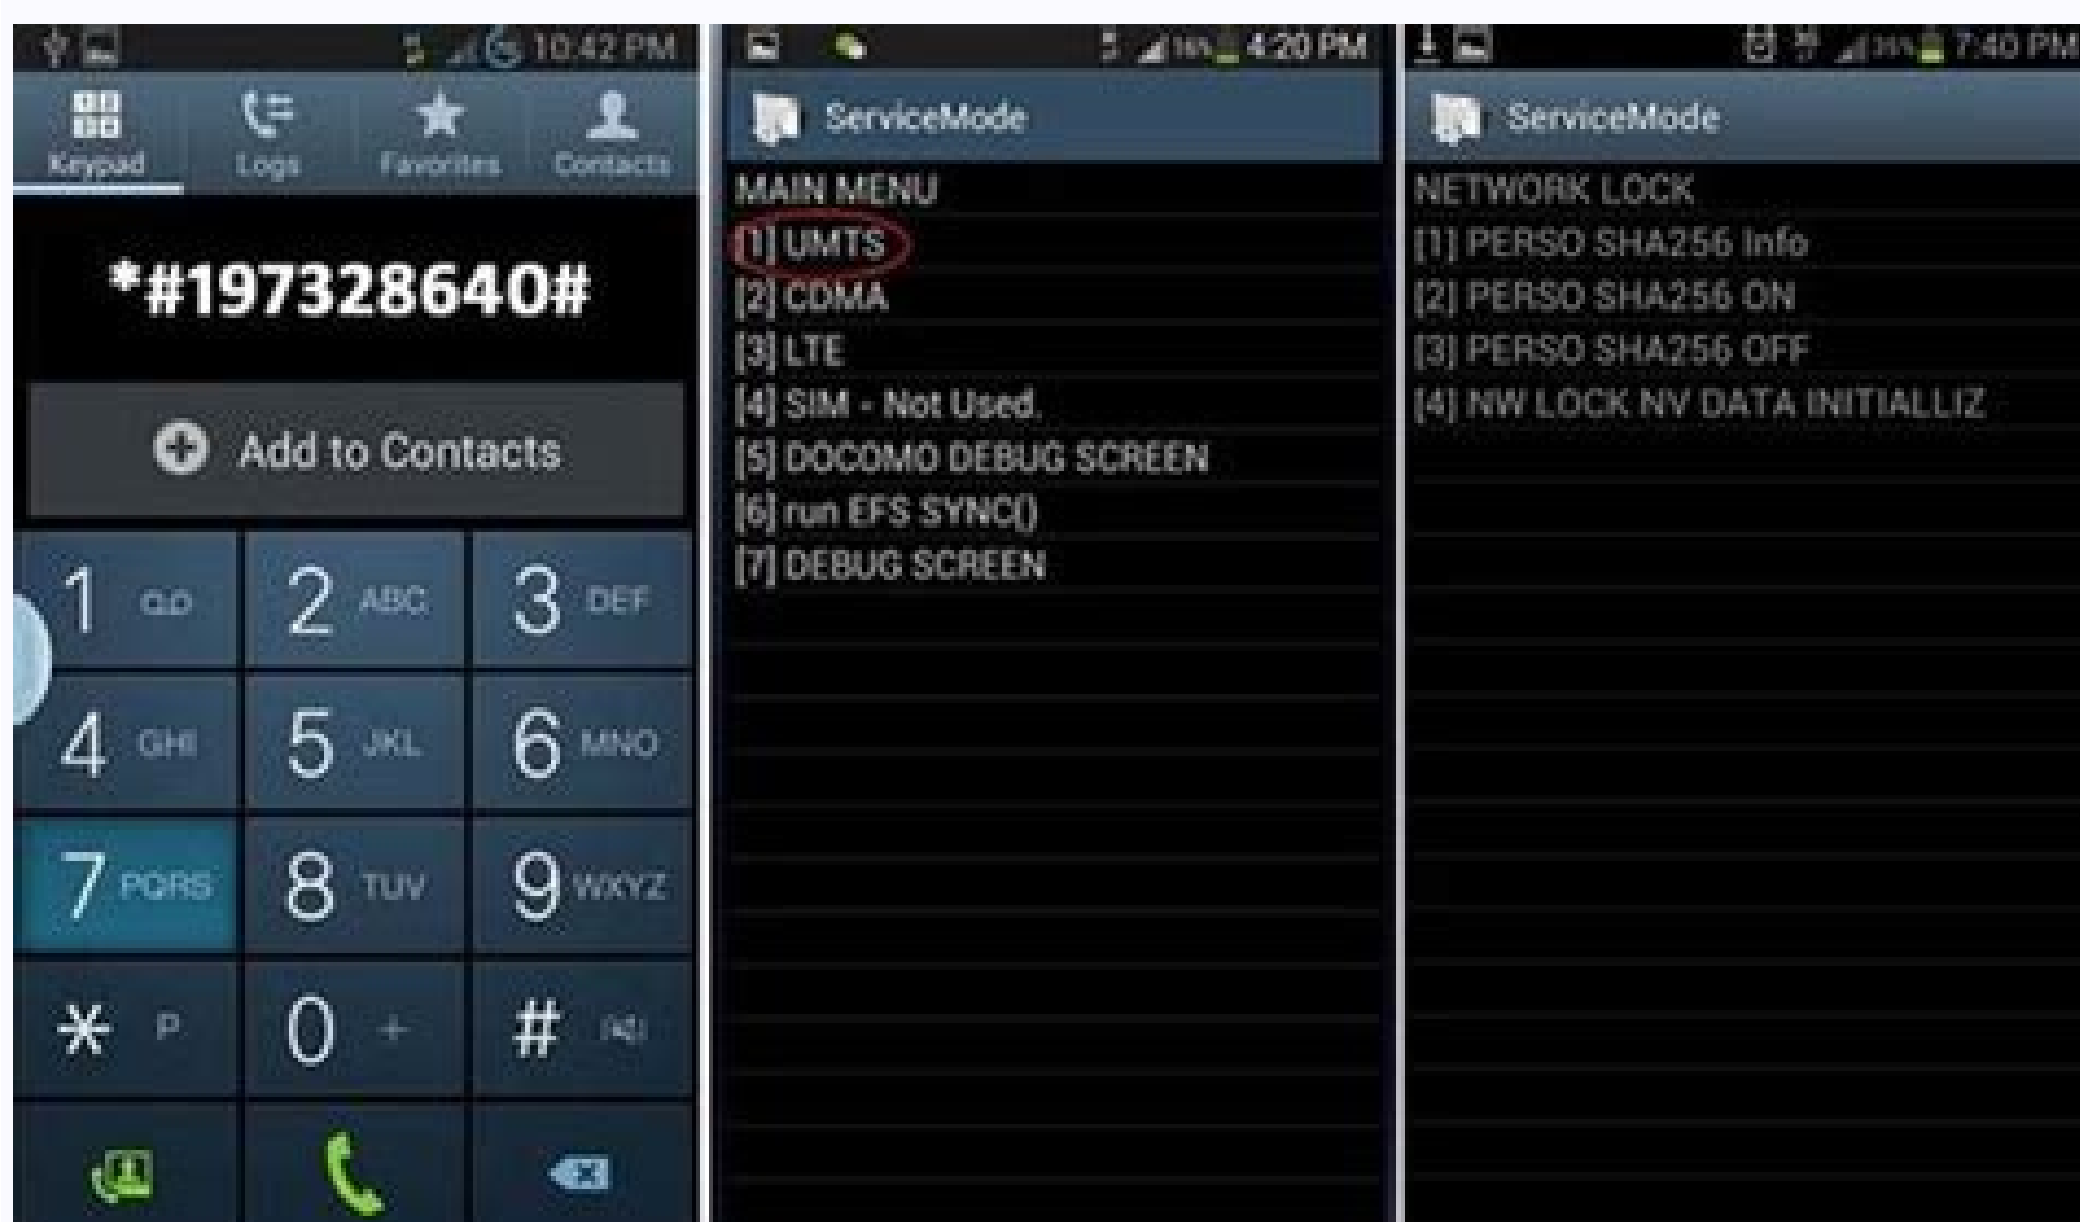 10:42 PM
Keypad
Logs
Favorites
Contacts
*#197328640#
Add to Contacts
1
2 ABC
3 DEF
4 GHI
5 JKL
6 MNO
7 PQRS
8 TUV
9 WXYZ
* P
0 +
#
16% 4:20 PM
ServiceMode
MAIN MENU
[1] UMTS
[2] CDMA
[3] LTE
[4] SIM - Not Used.
[5] DOCOMO DEBUG SCREEN
[6] run EFS SYNC()
[7] DEBUG SCREEN
7:40 PM
ServiceMode
NETWORK LOCK
[1] PERSO SHA256 Info
[2] PERSO SHA256 ON
[3] PERSO SHA256 OFF
[4] NW LOCK NV DATA INITIALLIZ